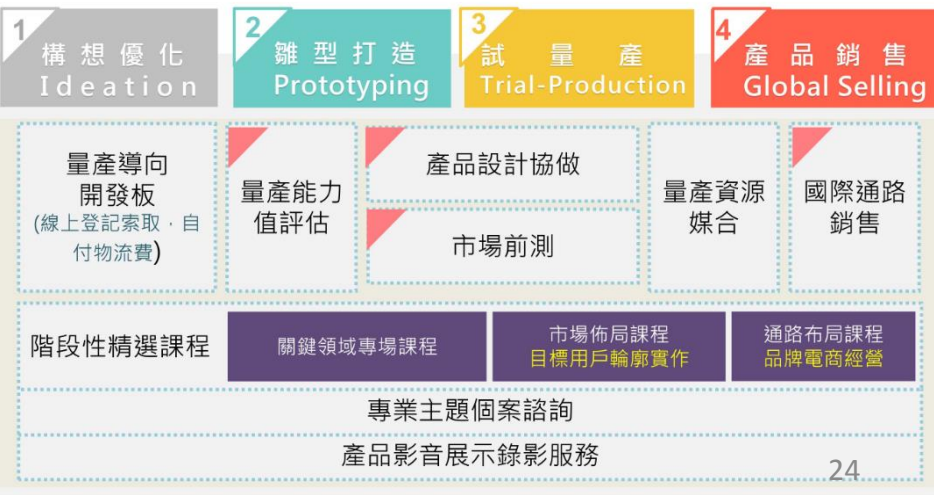 1
構想優化
Ideation
2
雛型打造
Prototyping
3
試量產
Trial-Production
4
產品銷售
Global Selling
量產導向
開發板
(線上登記索取，自
付物流費)
量產能力
值評估
產品設計協做
市場前測
量產資源
媒合
國際通路
銷售
階段性精選課程
關鍵領域專場課程
市場佈局課程
目標用戶輪廓實作
通路布局課程
品牌電商經營
專業主題個案諮詢
產品影音展示錄影服務
24